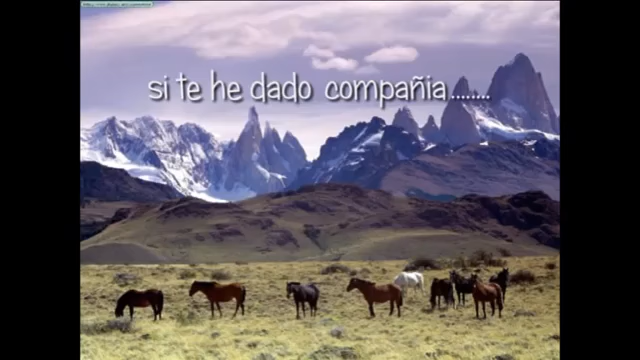 si te he dado compañia........